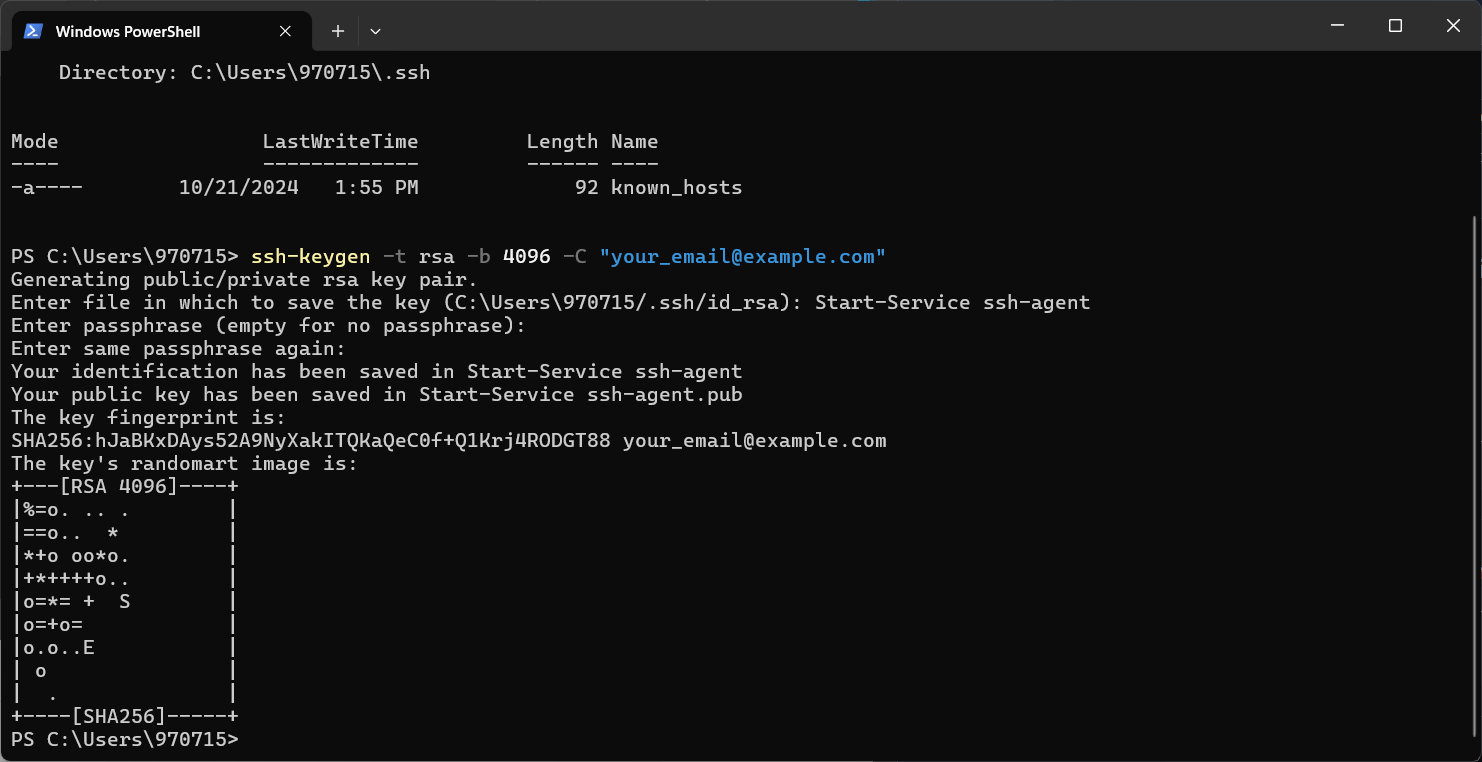 Windows PowerShell
    Directory: C:\Users\970715\.ssh
Mode                 LastWriteTime         Length Name
----                 -------------         ------ ----
-a----        10/21/2024   1:55 PM             92 known_hosts
PS C:\Users\970715> ssh-keygen -t rsa -b 4096 -C "your_email@example.com"
Generating public/private rsa key pair.
Enter file in which to save the key (C:\Users\970715/.ssh/id_rsa): Start-Service ssh-agent
Enter passphrase (empty for no passphrase):
Enter same passphrase again:
Your identification has been saved in Start-Service ssh-agent
Your public key has been saved in Start-Service ssh-agent.pub
The key fingerprint is:
SHA256:hJaBKxDAys52A9NyXakITQKaQeC0f+Q1Krj4RODGT88 your_email@example.com
The key's randomart image is:
+---[RSA 4096]----+
|%=o. .. .        |
|==o..  *         |
|*+o oo*o.        |
|+*++++o..        |
|o=*= +  S        |
|o=+o=            |
|o.o..E           |
| o               |
|  .              |
+----[SHA256]-----+
PS C:\Users\970715>